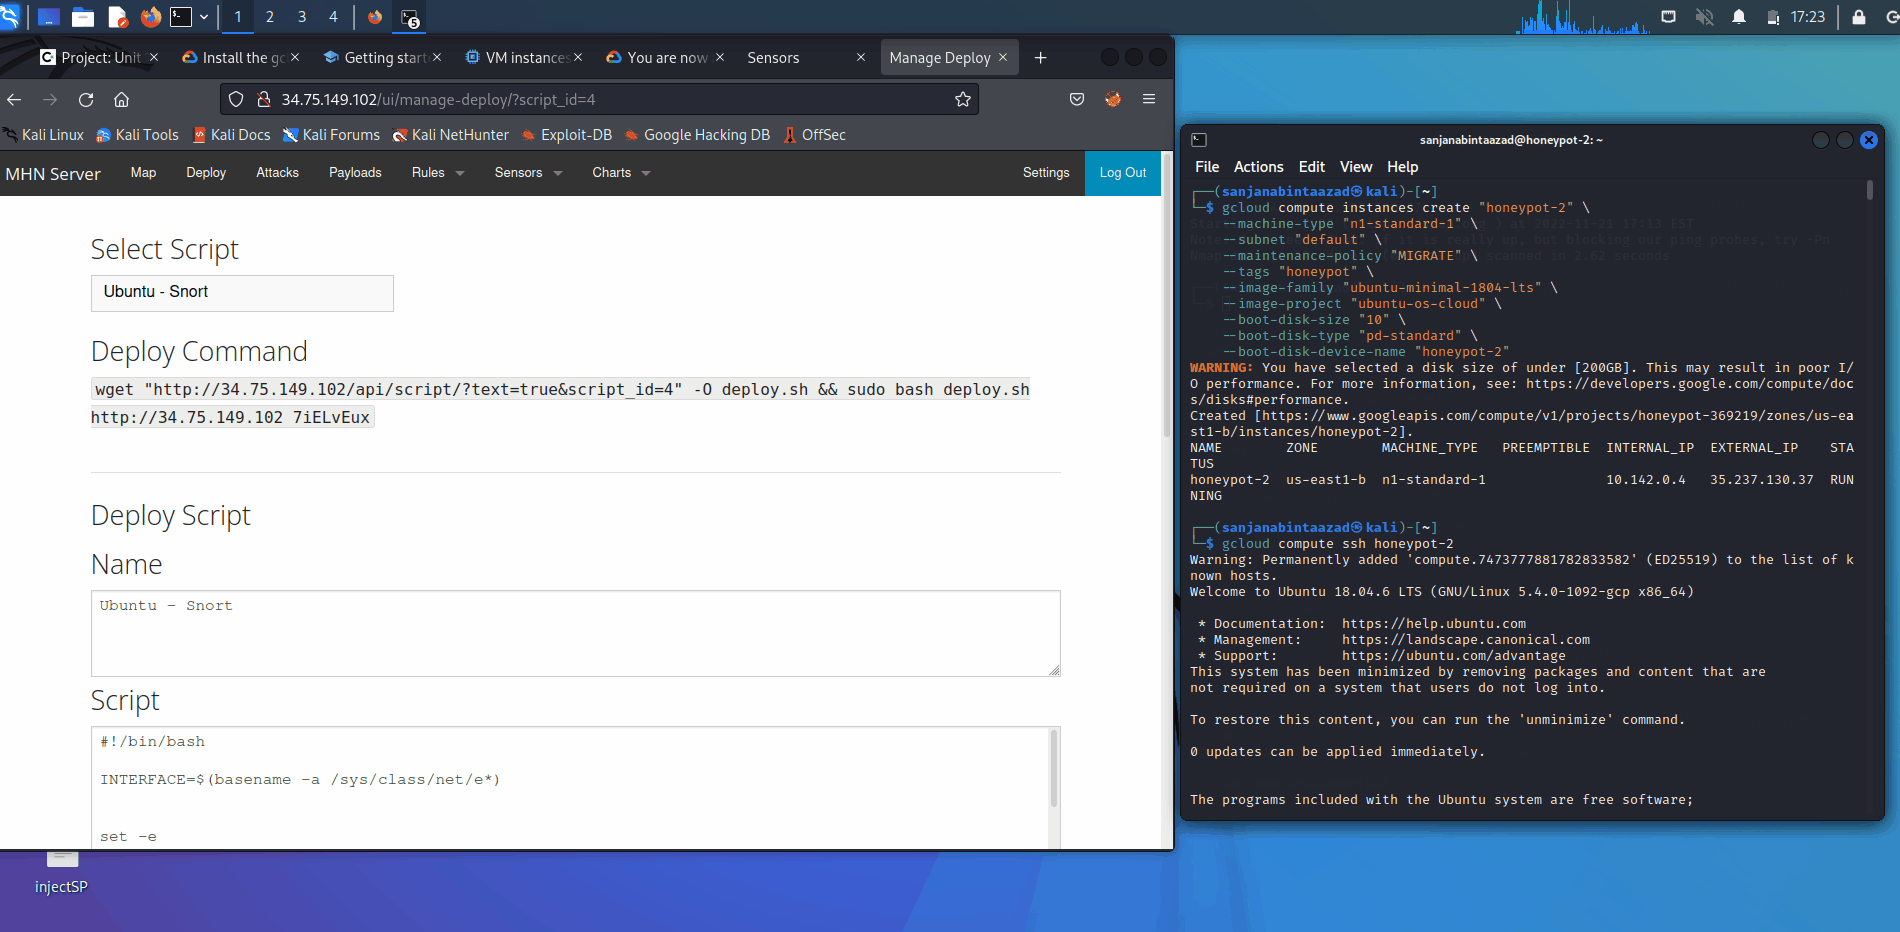 1 2 3 4 5 17:23
Project: Unit Install the gc Getting start VM instances You are now Sensors Manage Deploy
34.75.149.102/ui/manage-deploy/?script_id=4
Kali Linux Kali Tools Kali Docs Kali Forums Kali NetHunter Exploit-DB Google Hacking DB OffSec
MHN Server Map Deploy Attacks Payloads Rules Sensors Charts Settings Log Out
Select Script
Ubuntu - Snort
Deploy Command
wget "http://34.75.149.102/api/script/?text=true&script_id=4" -O deploy.sh && sudo bash deploy.sh
http://34.75.149.102 7iELvEux
Deploy Script
Name
Ubuntu - Snort
Script
#!/bin/bash
INTERFACE=$(basename -a /sys/class/net/e*)
set -e
injectSP
sanjanabintaazad@honeypot-2: ~
File Actions Edit View Help
┌──(sanjanabintaazad㉿kali)-[~]
└─$ gcloud compute instances create "honeypot-2" \
--machine-type "n1-standard-1" \
--subnet "default" \
--maintenance-policy "MIGRATE" \
--tags "honeypot" \
--image-family "ubuntu-minimal-1804-lts" \
--image-project "ubuntu-os-cloud" \
--boot-disk-size "10" \
--boot-disk-type "pd-standard" \
--boot-disk-device-name "honeypot-2"
WARNING: You have selected a disk size of under [200GB]. This may result in poor I/
O performance. For more information, see: https://developers.google.com/compute/doc
s/disks#performance.
Created [https://www.googleapis.com/compute/v1/projects/honeypot-369219/zones/us-ea
st1-b/instances/honeypot-2].
NAME ZONE MACHINE_TYPE PREEMPTIBLE INTERNAL_IP EXTERNAL_IP STA
TUS
honeypot-2 us-east1-b n1-standard-1 10.142.0.4 35.237.130.37 RUN
NING
┌──(sanjanabintaazad㉿kali)-[~]
└─$ gcloud compute ssh honeypot-2
Warning: Permanently added 'compute.7473777881782833582' (ED25519) to the list of k
nown hosts.
Welcome to Ubuntu 18.04.6 LTS (GNU/Linux 5.4.0-1092-gcp x86_64)
* Documentation: https://help.ubuntu.com
* Management: https://landscape.canonical.com
* Support: https://ubuntu.com/advantage
This system has been minimized by removing packages and content that are
not required on a system that users do not log into.
To restore this content, you can run the 'unminimize' command.
0 updates can be applied immediately.
The programs included with the Ubuntu system are free software;